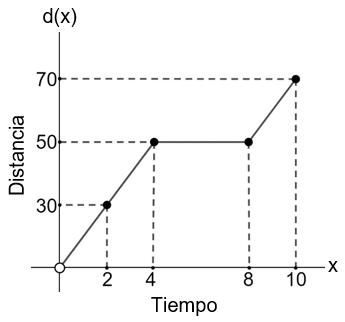 d(x)
70
50
30
Distancia
2 4 8 10 x
Tiempo